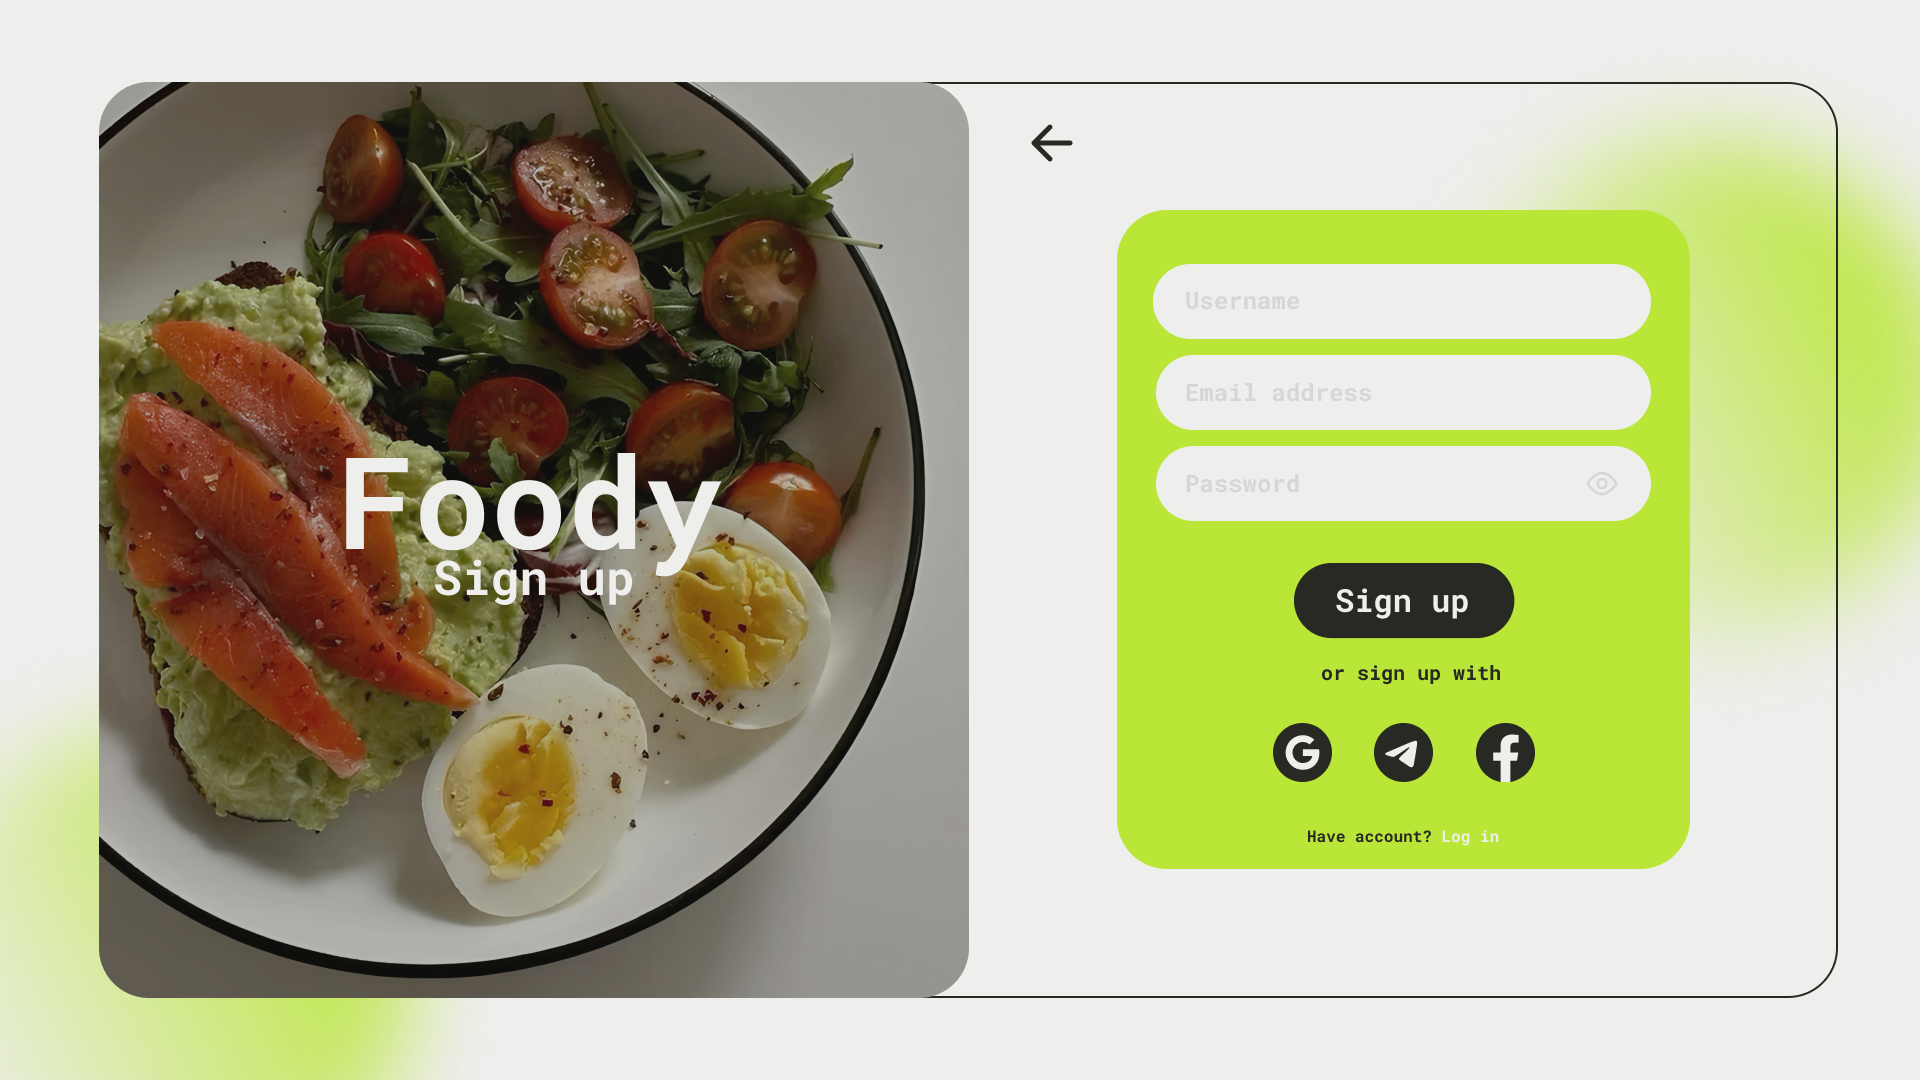 Foody
Sign up
Username
Email address
Password
Sign up
or sign up with
Have account? Log in